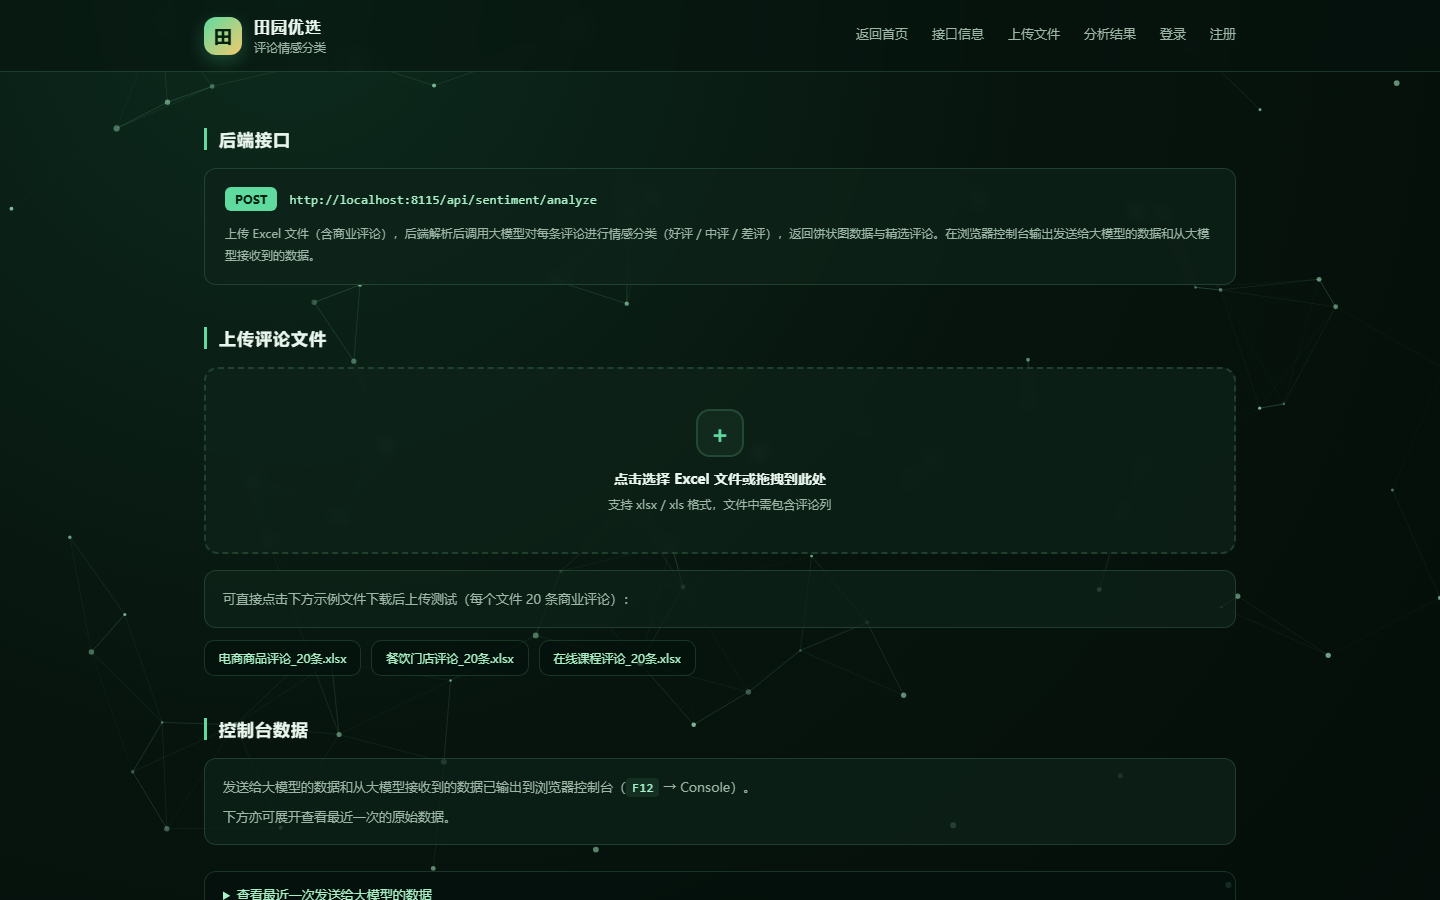 田
田园优选
评论情感分类
返回首页 接口信息 上传文件 分析结果 登录 注册
后端接口
POST http://localhost:8115/api/sentiment/analyze
上传 Excel 文件（含商业评论），后端解析后调用大模型对每条评论进行情感分类（好评 / 中评 / 差评），返回饼状图数据与精选评论。在浏览器控制台输出发送给大模型的数据和从大模
型接收到的数据。
上传评论文件
+
点击选择 Excel 文件或拖拽到此处
支持 xlsx / xls 格式，文件中需包含评论列
可直接点击下方示例文件下载后上传测试（每个文件 20 条商业评论）：
电商商品评论_20条.xlsx 餐饮门店评论_20条.xlsx 在线课程评论_20条.xlsx
控制台数据
发送给大模型的数据和从大模型接收到的数据已输出到浏览器控制台（F12 → Console）。
下方亦可展开查看最近一次的原始数据。
▶ 查看最近一次发送给大模型的数据